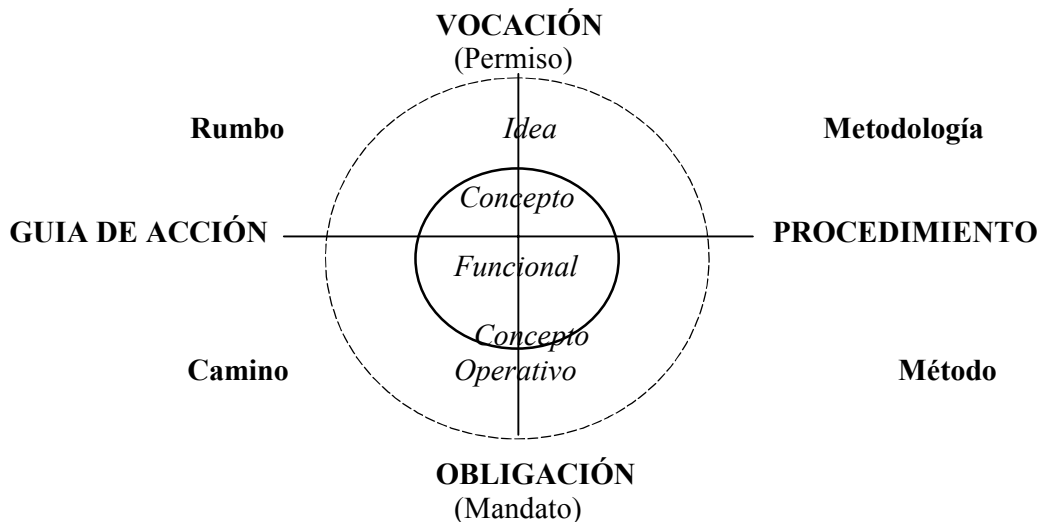 VOCACIÓN
(Permiso)
Rumbo
Idea
Metodología
Concepto
GUIA DE ACCIÓN
PROCEDIMIENTO
Funcional
Concepto
Camino
Operativo
Método
OBLIGACIÓN
(Mandato)